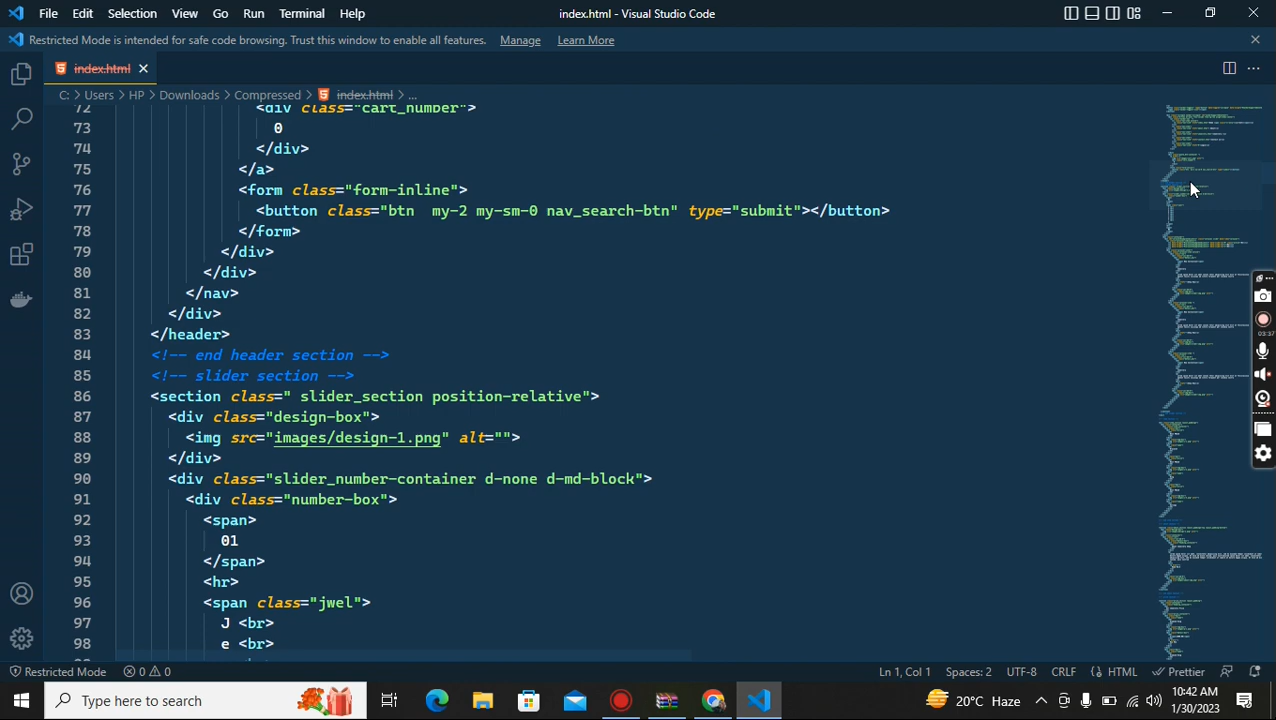 File Edit Selection View Go Run Terminal Help index.html - Visual Studio Code
Restricted Mode is intended for safe code browsing. Trust this window to enable all features. Manage Learn More
index.html
C: > Users > HP > Downloads > Compressed > index.html > ...
72 <div class="cart_number">
73 0
74 </div>
75 </a>
76 <form class="form-inline">
77 <button class="btn my-2 my-sm-0 nav_search-btn" type="submit"></button>
78 </form>
79 </div>
80 </div>
81 </nav>
82 </div>
83 </header>
84 <!-- end header section -->
85 <!-- slider section -->
86 <section class=" slider_section position-relative">
87 <div class="design-box">
88 <img src="images/design-1.png" alt="">
89 </div>
90 <div class="slider_number-container d-none d-md-block">
91 <div class="number-box">
92 <span>
93 01
94 </span>
95 <hr>
96 <span class="jwel">
97 J <br>
98 e <br>
03:37
Restricted Mode 0 0 Ln 1, Col 1 Spaces: 2 UTF-8 CRLF HTML Prettier
Type here to search 20°C Haze 10:42 AM
1/30/2023